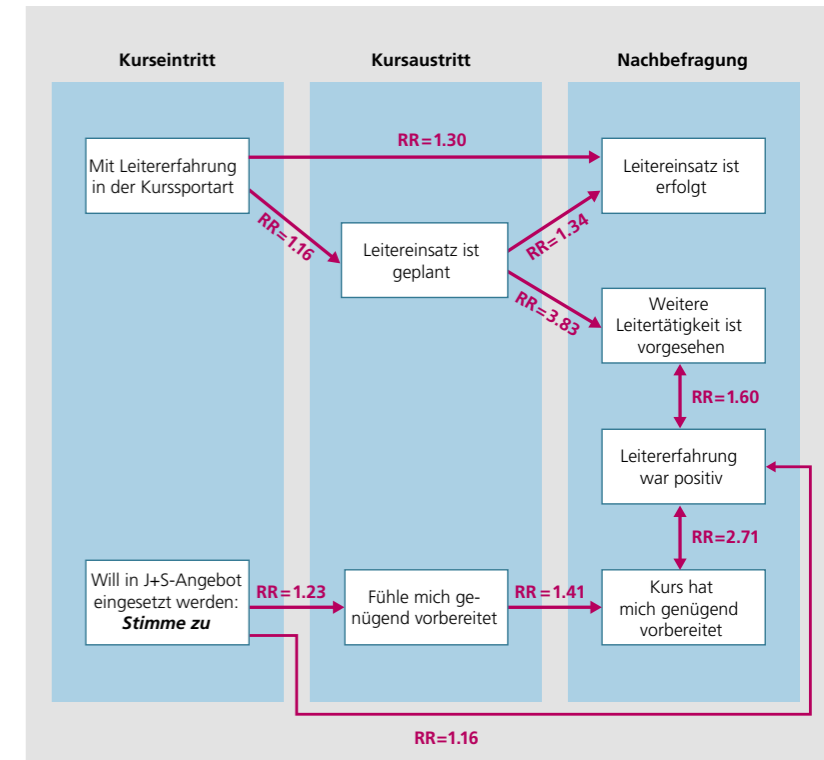 Kurseintritt
Kursaustritt
Nachbefragung
Mit Leitererfahrung
in der Kurssportart
RR=1.30
Leitereinsatz ist
erfolgt
RR=1.16
Leitereinsatz ist
geplant
RR=1.34
RR=3.83
Weitere
Leitertätigkeit ist
vorgesehen
RR=1.60
Leitererfahrung
war positiv
RR=2.71
Will in J+S-Angebot
eingesetzt werden:
Stimme zu
RR=1.23
Fühle mich ge-
nügend vorbereitet
RR=1.41
Kurs hat
mich genügend
vorbereitet
RR=1.16